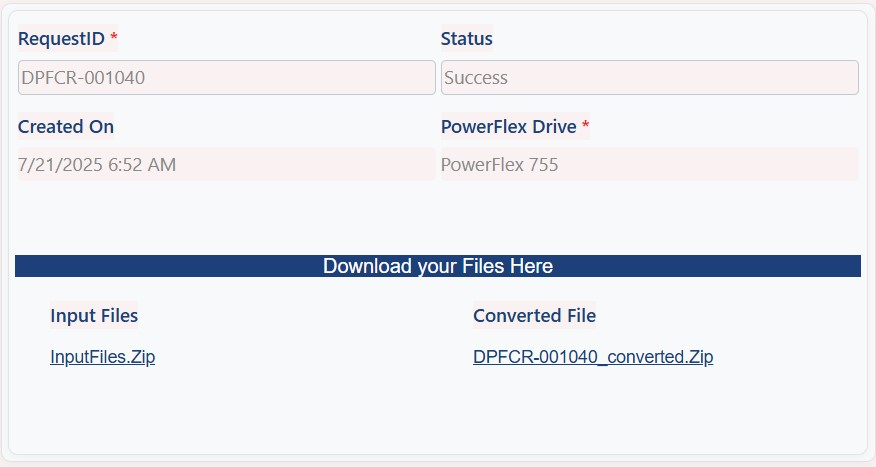 RequestID *
Status
DPFCR-001040
Success
Created On
PowerFlex Drive *
7/21/2025 6:52 AM
PowerFlex 755
Download your Files Here
Input Files
Converted File
InputFiles.Zip
DPFCR-001040_converted.Zip